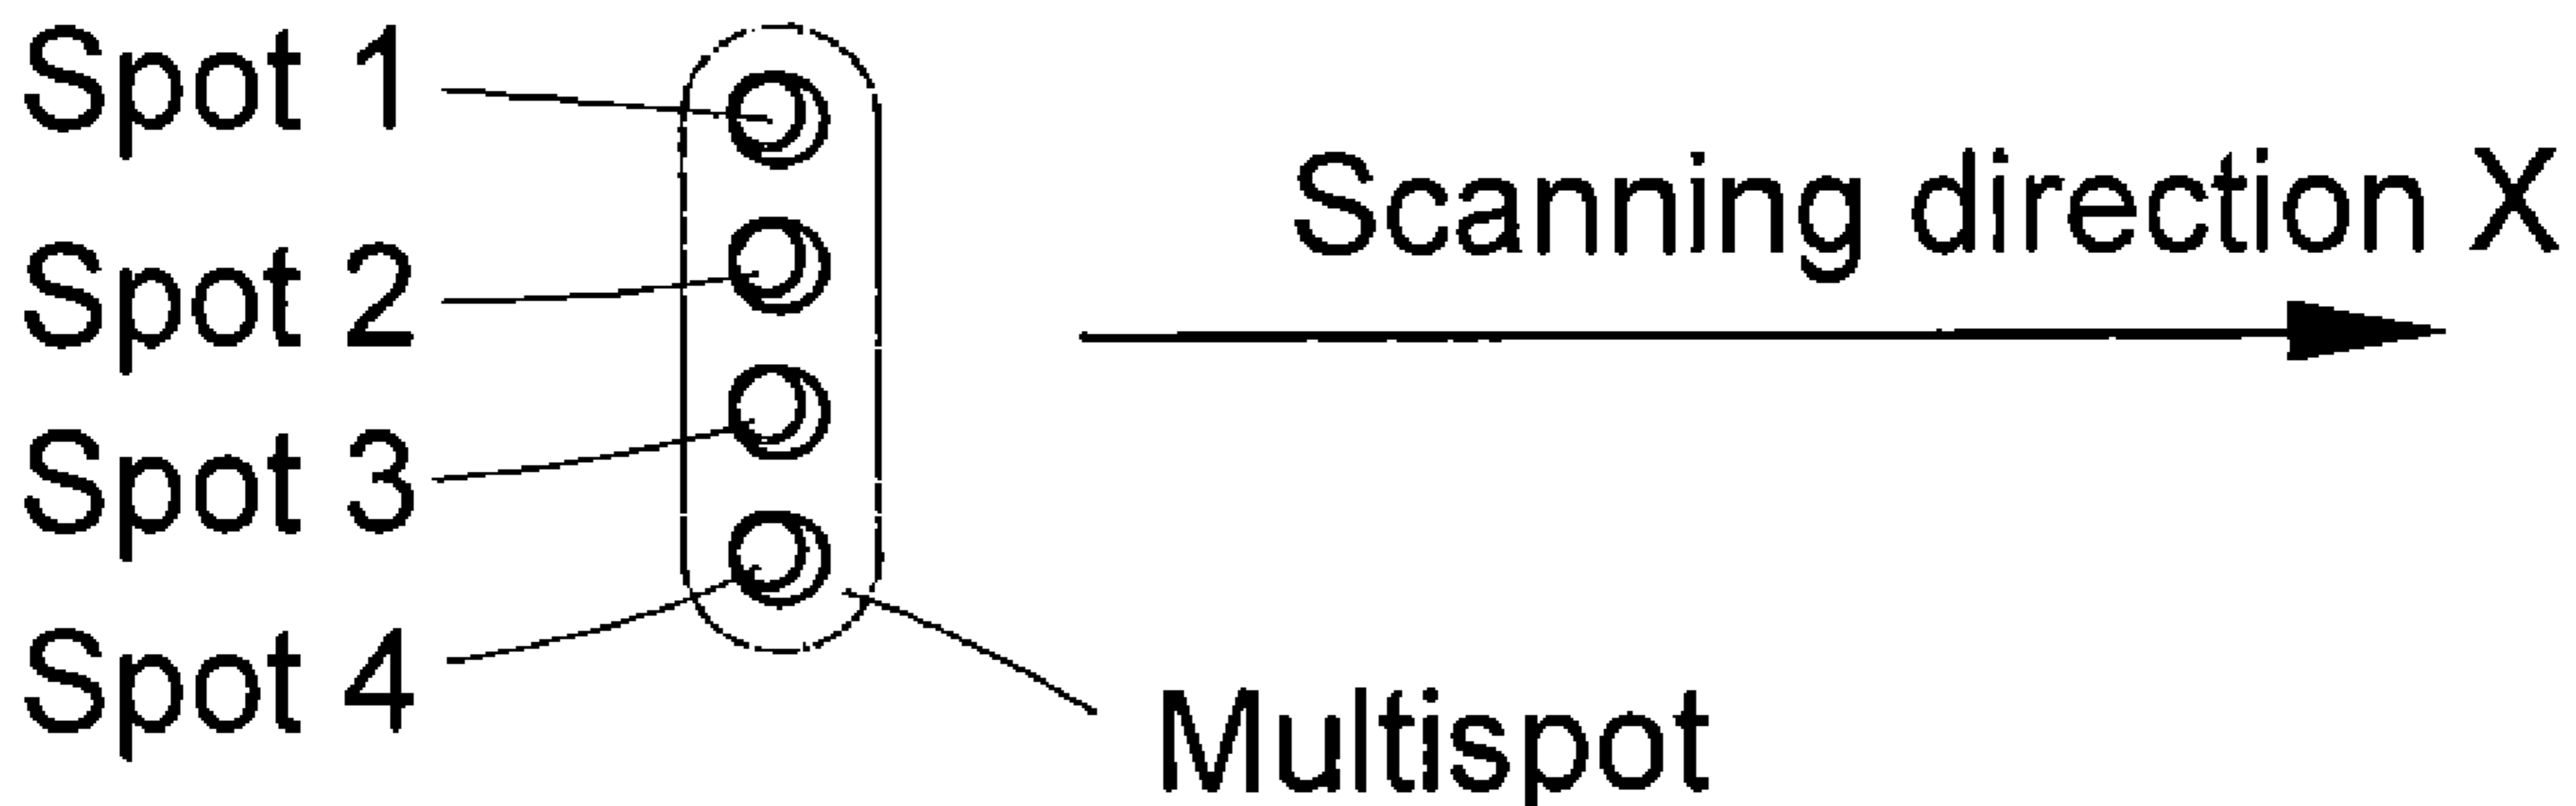 Spot 1
Scanning direction X
Spot 2
Spot 3
Spot 4
Multispot